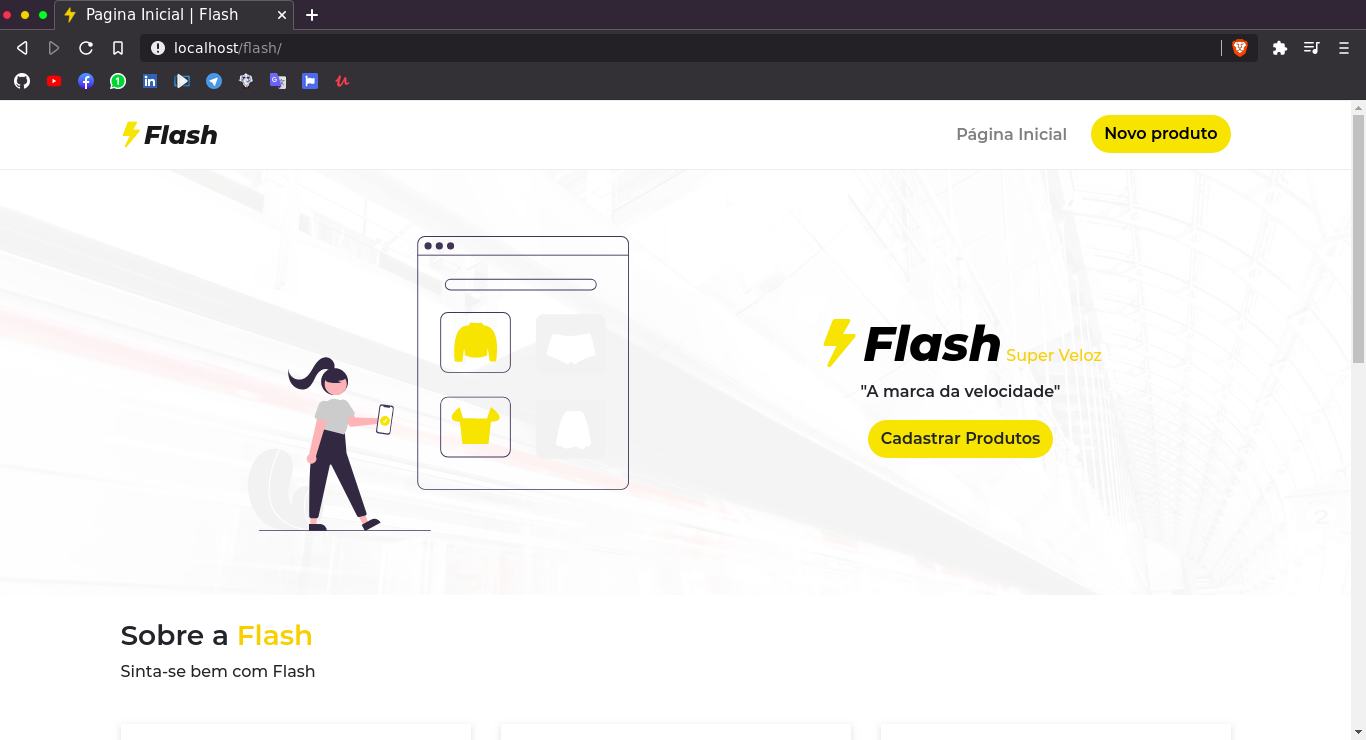 Pagina Inicial | Flash
localhost/flash/
Flash
Página Inicial
Novo produto
Flash Super Veloz
"A marca da velocidade"
Cadastrar Produtos
2
Sobre a Flash
Sinta-se bem com Flash